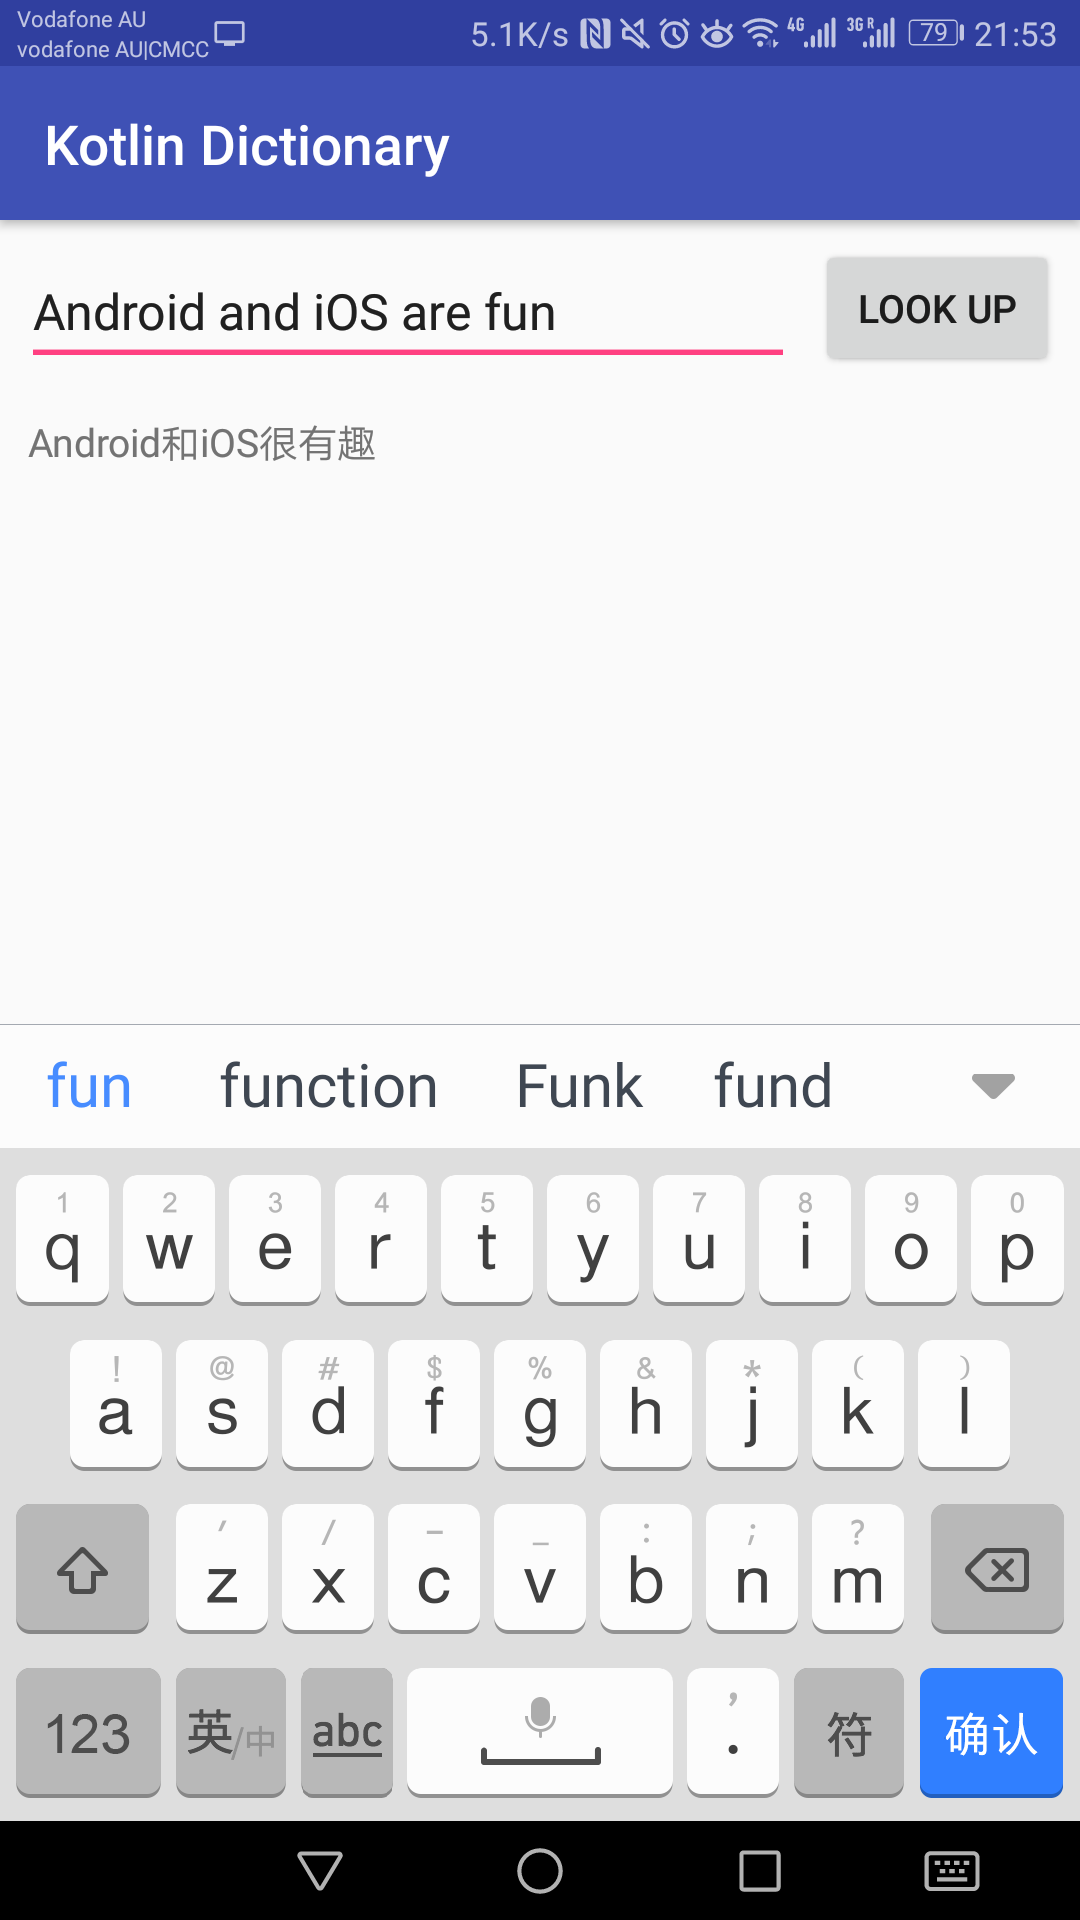 Vodafone AU
vodafone AU|CMCC
5.1K/s 4G 3G R 79 21:53
Kotlin Dictionary
Android and iOS are fun
LOOK UP
Android和iOS很有趣
fun function Funk fund
1 2 3 4 5 6 7 8 9 0
q w e r t y u i o p
! @ # $ % & * ( )
a s d f g h j k l
' / – _ : ; ?
z x c v b n m
123 英/中 abc , . 符 确认